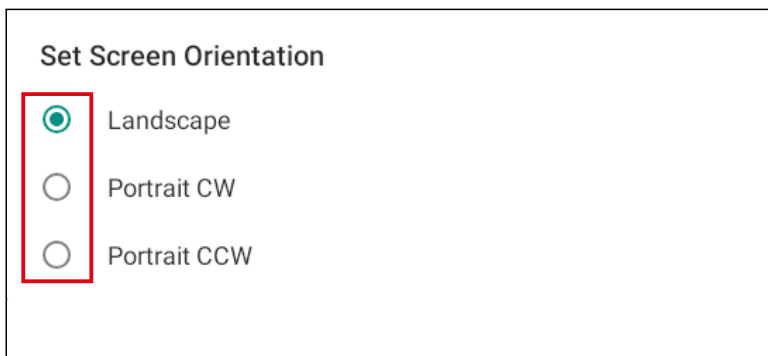 Set Screen Orientation
Landscape
Portrait CW
Portrait CCW